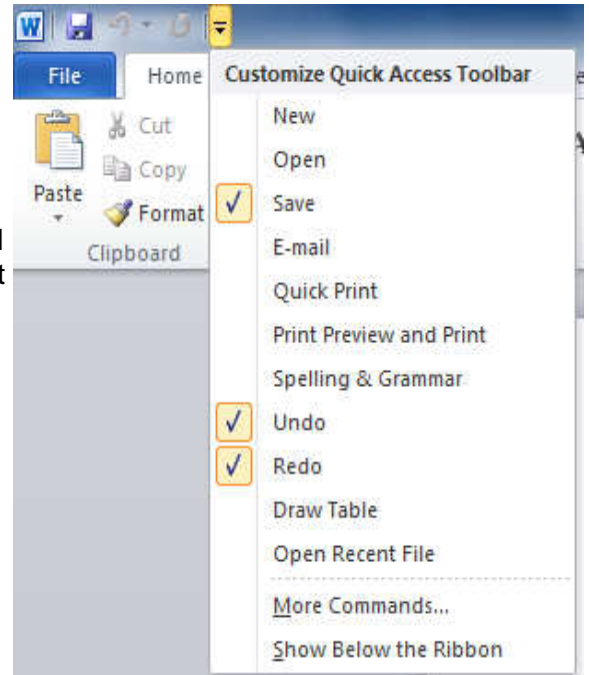 W
File Home Customize Quick Access Toolbar
Cut New
Copy Open
Paste
Format Save
Clipboard E-mail
Quick Print
Print Preview and Print
Spelling & Grammar
Undo
Redo
Draw Table
Open Recent File
More Commands...
Show Below the Ribbon